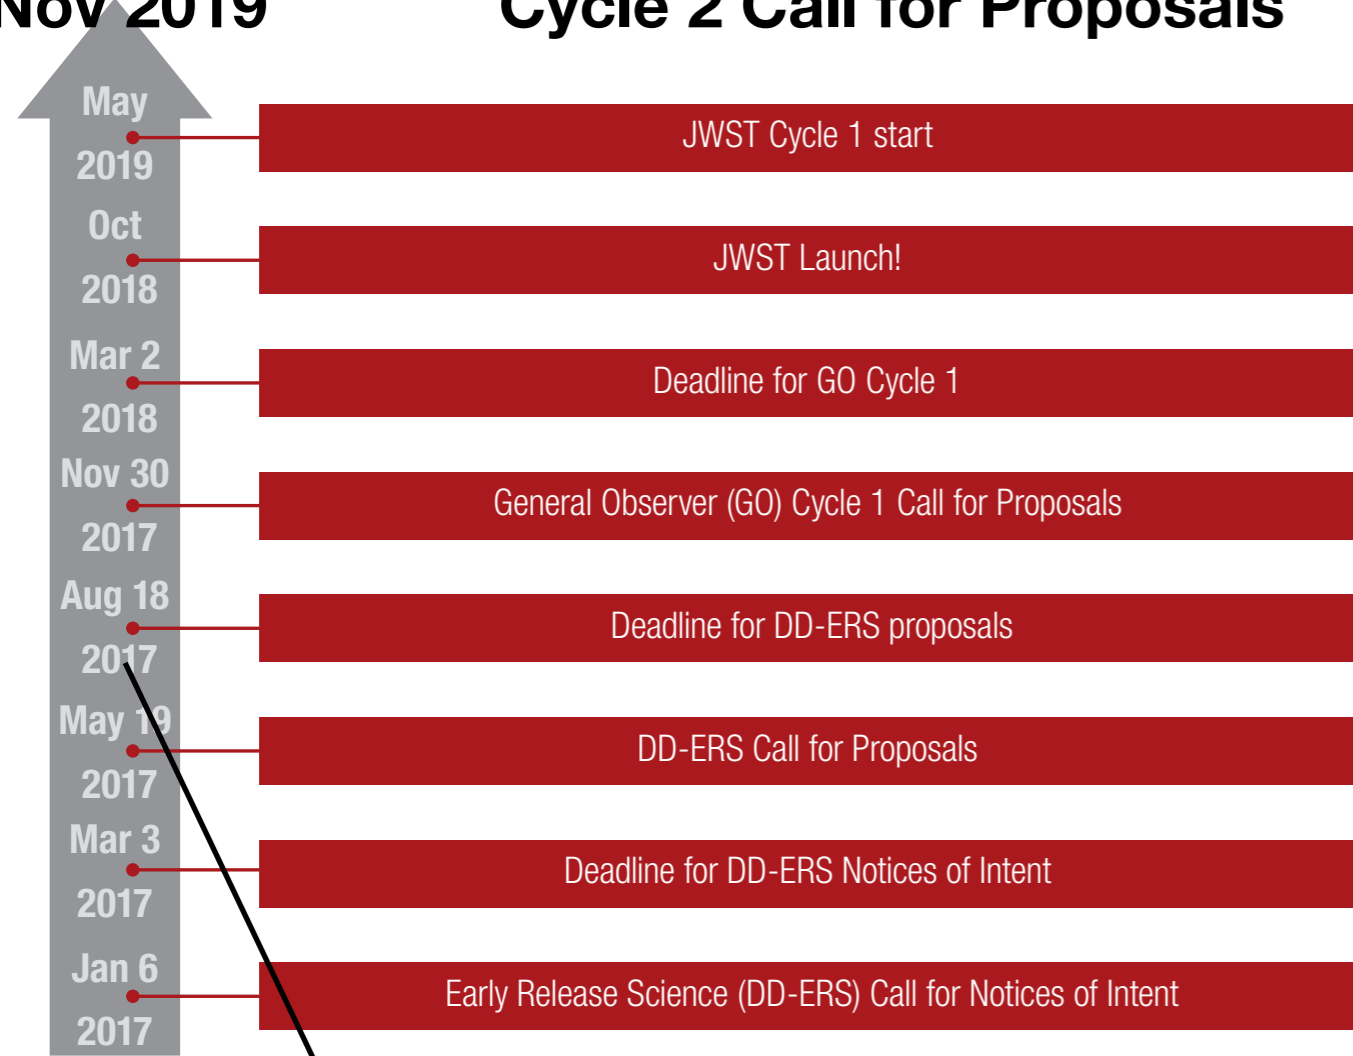 Nov 2019 Cycle 2 Call for Proposals
May
2019
JWST Cycle 1 start
Oct
2018
JWST Launch!
Mar 2
2018
Deadline for GO Cycle 1
Nov 30
2017
General Observer (GO) Cycle 1 Call for Proposals
Aug 18
2017
Deadline for DD-ERS proposals
May 19
2017
DD-ERS Call for Proposals
Mar 3
2017
Deadline for DD-ERS Notices of Intent
Jan 6
2017
Early Release Science (DD-ERS) Call for Notices of Intent